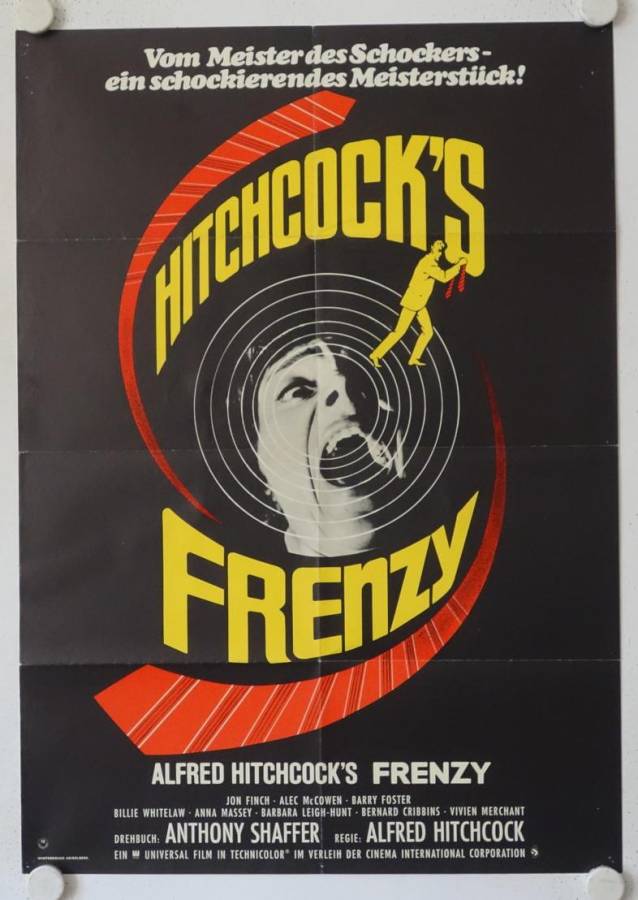 Vom Meister des Schockers-
ein schockierendes Meisterstück!
HITCHCOCK'S
FRENZY
ALFRED HITCHCOCK'S FRENZY
JON FINCH · ALEC McCOWEN · BARRY FOSTER
BILLIE WHITELAW · ANNA MASSEY · BARBARA LEIGH-HUNT · BERNARD CRIBBINS · VIVIEN MERCHANT
DREHBUCH: ANTHONY SHAFFER REGIE: ALFRED HITCHCOCK
EIN UNIVERSAL FILM IN TECHNICOLOR® IM VERLEIH DER CINEMA INTERNATIONAL CORPORATION